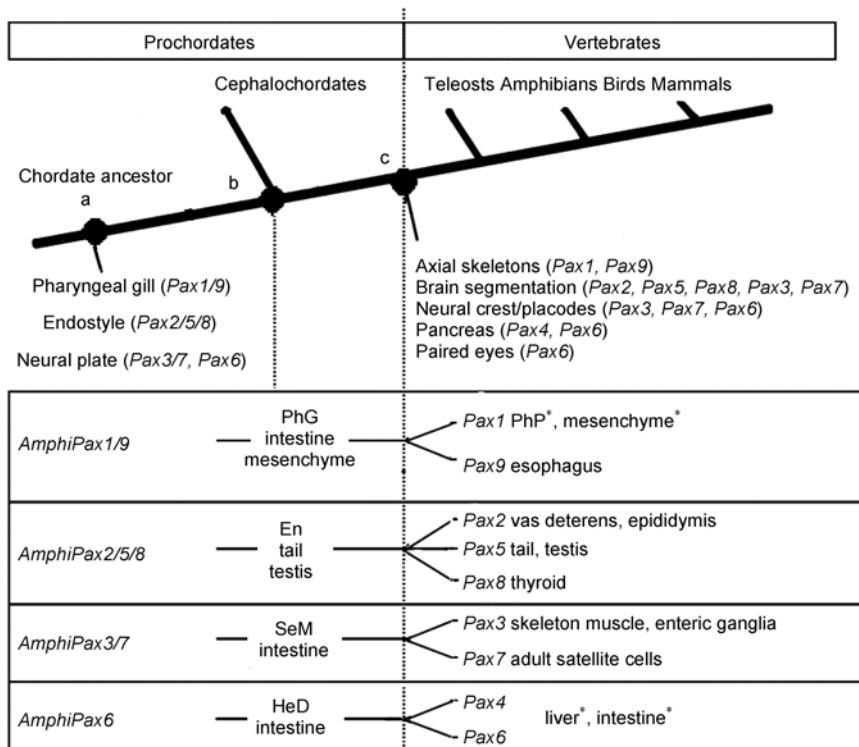 Prochordates
Vertebrates
Cephalochordates
Teleosts Amphibians Birds Mammals
Chordate ancestor
a
b
c
Pharyngeal gill (Pax1/9)
Endostyle (Pax2/5/8)
Neural plate (Pax3/7, Pax6)
Axial skeletons (Pax1, Pax9)
Brain segmentation (Pax2, Pax5, Pax8, Pax3, Pax7)
Neural crest/placodes (Pax3, Pax7, Pax6)
Pancreas (Pax4, Pax6)
Paired eyes (Pax6)
AmphiPax1/9
PhG
intestine
mesenchyme
Pax1 PhP*, mesenchyme*
Pax9 esophagus
AmphiPax2/5/8
En
tail
testis
Pax2 vas deterens, epididymis
Pax5 tail, testis
Pax8 thyroid
AmphiPax3/7
SeM
intestine
Pax3 skeleton muscle, enteric ganglia
Pax7 adult satellite cells
AmphiPax6
HeD
intestine
Pax4
liver*, intestine*
Pax6